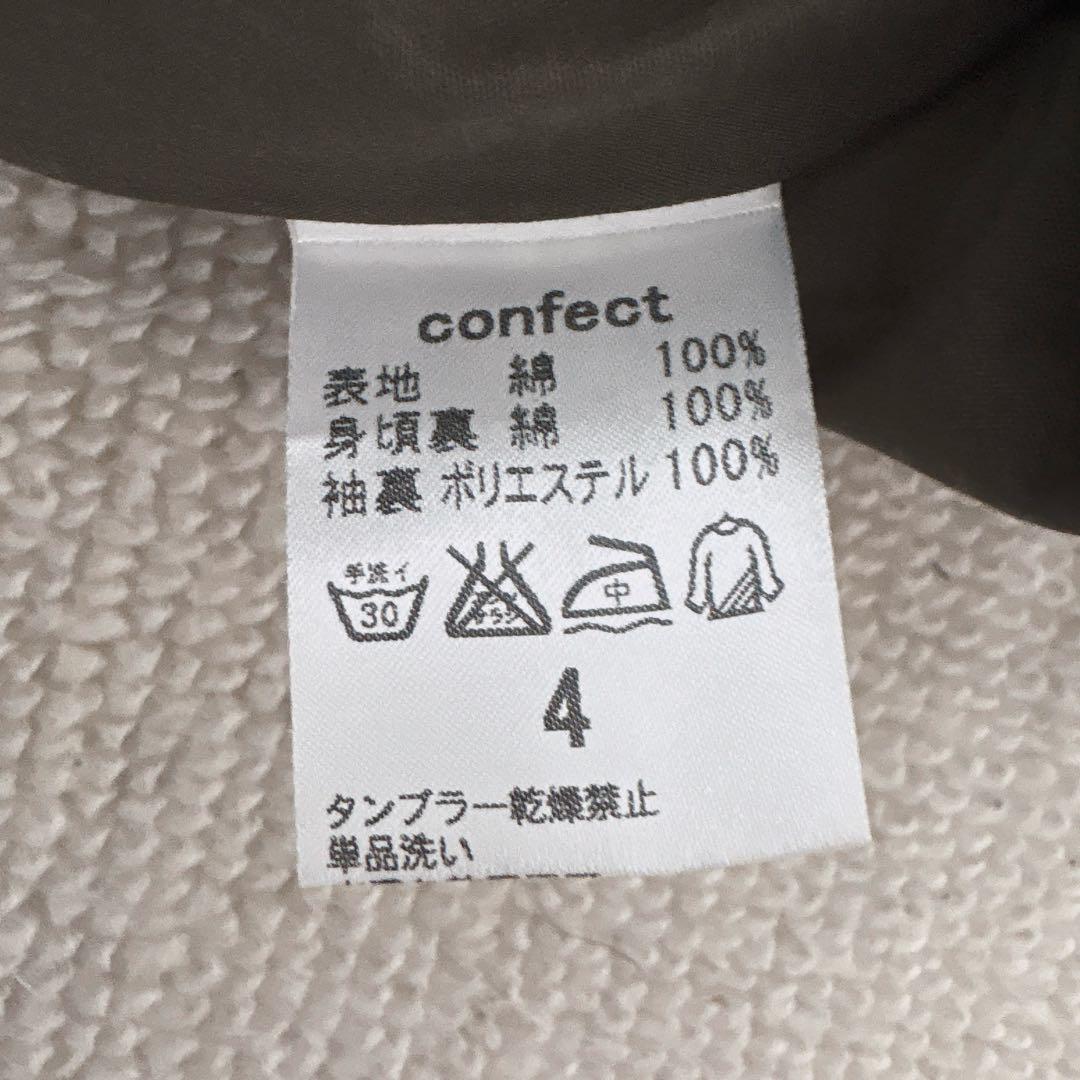 confect
表地 綿 100%
身頃裏 綿 100%
袖裏 ポリエステル 100%
手洗イ
30
中
4
タンブラー乾燥禁止
単品洗い